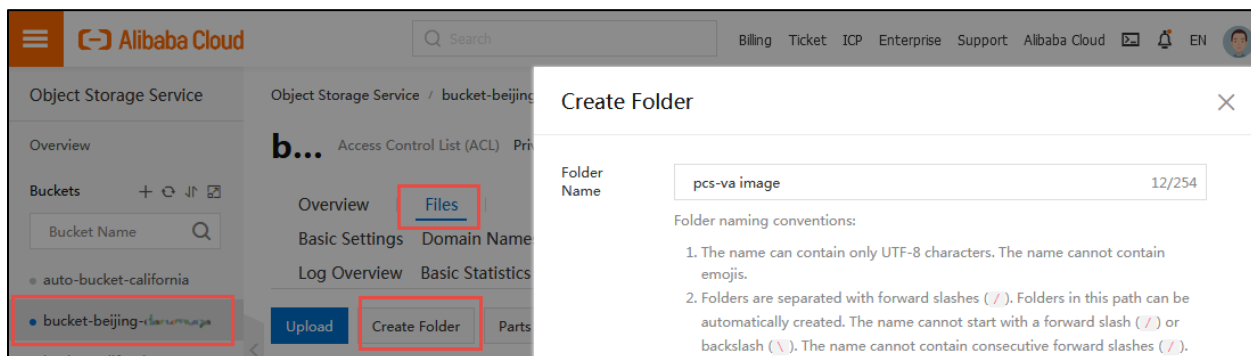 Alibaba Cloud
Search
Billing Ticket ICP Enterprise Support Alibaba Cloud EN
Object Storage Service
Overview
Buckets
Bucket Name
auto-bucket-california
bucket-beijing-
Object Storage Service / bucket-beijing
b... Access Control List (ACL) Pri
Overview Files
Basic Settings Domain Name
Log Overview Basic Statistics
Upload Create Folder Parts
Create Folder
Folder
Name
pcs-va image 12/254
Folder naming conventions:
1. The name can contain only UTF-8 characters. The name cannot contain
emojis.
2. Folders are separated with forward slashes ( / ). Folders in this path can be
automatically created. The name cannot start with a forward slash ( / ) or
backslash ( \ ). The name cannot contain consecutive forward slashes ( / ).